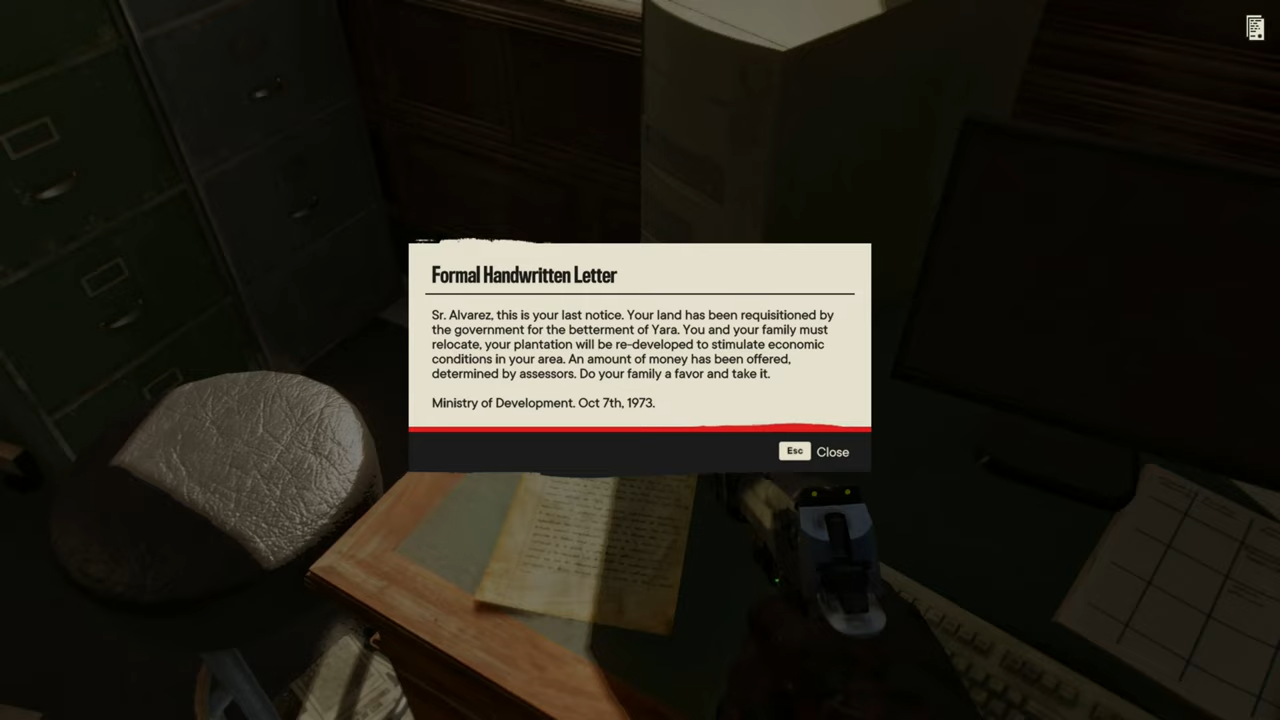 Formal Handwritten Letter
Sr. Alvarez, this is your last notice. Your land has been requisitioned by
the government for the betterment of Yara. You and your family must
relocate, your plantation will be re-developed to stimulate economic
conditions in your area. An amount of money has been offered,
determined by assessors. Do your family a favor and take it.
Ministry of Development. Oct 7th, 1973.
Esc Close